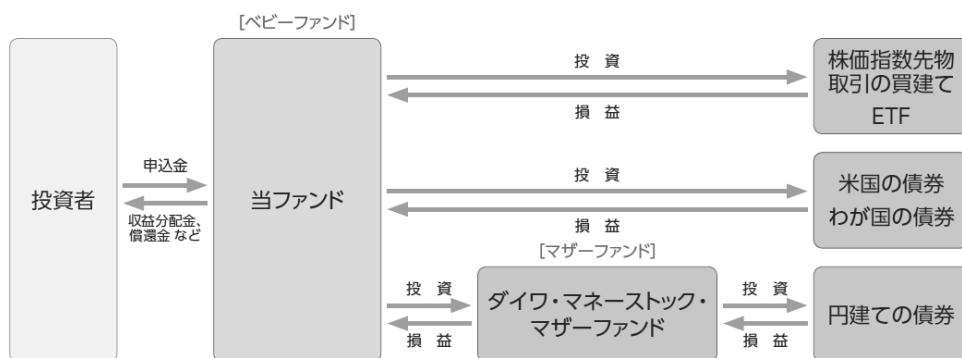 [ベビーファンド]
投資者
申込金
収益分配金、
償還金 など
当ファンド
投 資
損 益
株価指数先物
取引の買建て
ETF
投 資
損 益
米国の債券
わが国の債券
[マザーファンド]
投 資
損 益
ダイワ・マネーストック・
マザーファンド
投 資
損 益
円建ての債券